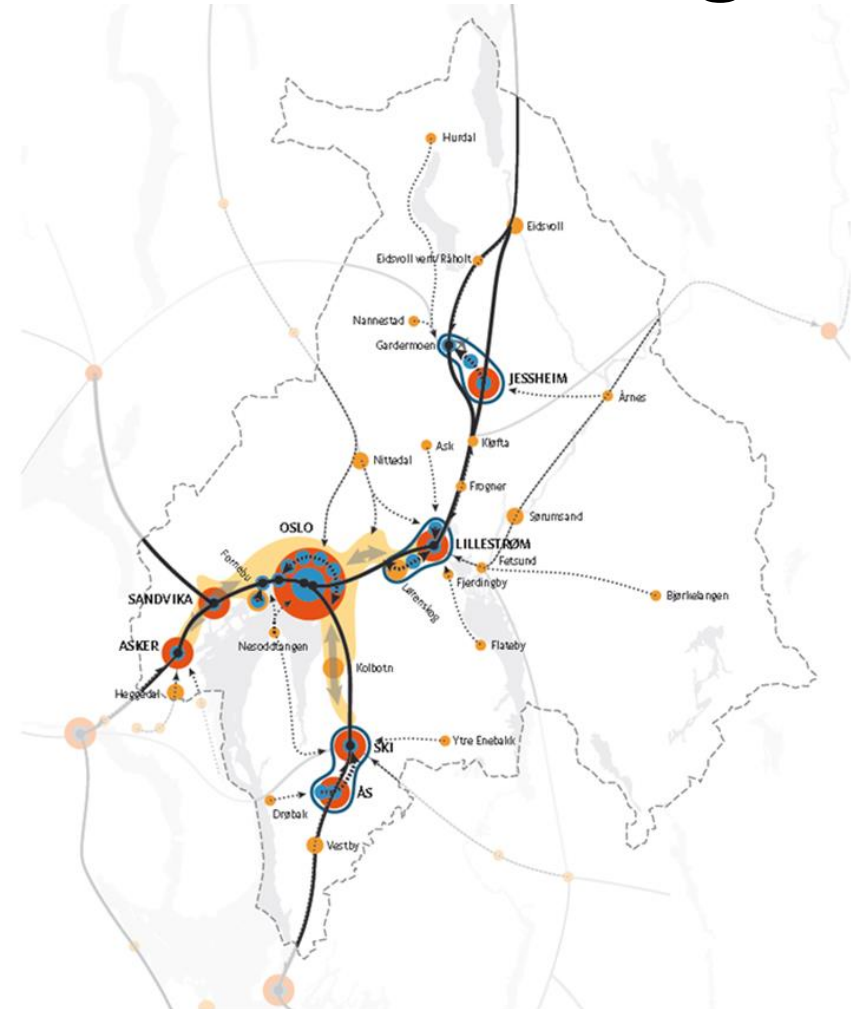 Hurdal
Eidsvoll
Eidsvoll verk/Råholt
Nannestad
Gardermoen
JESSHEIM
Årnes
Ask
Kløfta
Nittedal
Frogner
Sørumsand
OSLO
LILLESTRØM
Fetsund
Fornebu
Fjerdingby
Lørenskog
Bjørkelangen
SANDVIKA
ASKER
Nesoddtangen
Flateby
Kolbotn
Heggedal
SKI
Ytre Enebakk
ÅS
Drøbak
Vestby